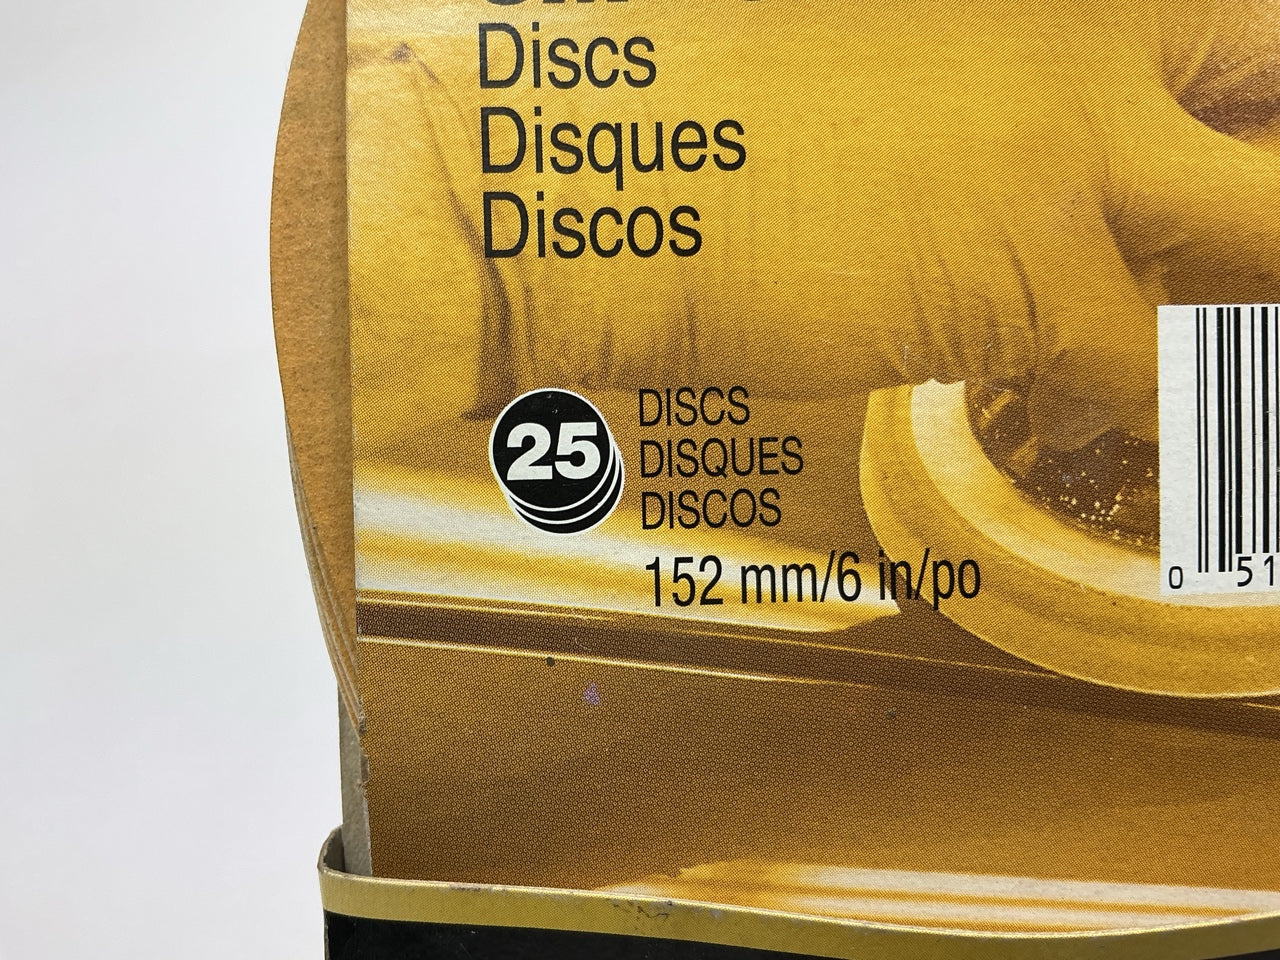 Discs
Disques
Discos
25
DISCS
DISQUES
DISCOS
152 mm/6 in/po
0 51